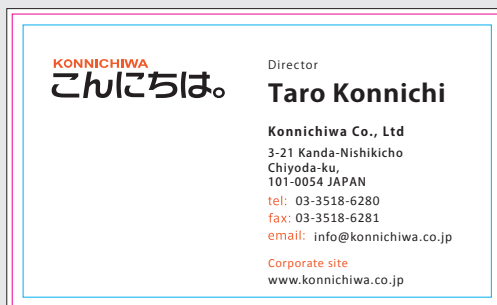 KONNICHIWA
こんにちは。
Director
Taro Konnichi
Konnichiwa Co., Ltd
3-21 Kanda-Nishikicho
Chiyoda-ku,
101-0054 JAPAN
tel: 03-3518-6280
fax: 03-3518-6281
email: info@konnichiwa.co.jp
Corporate site
www.konnichiwa.co.jp